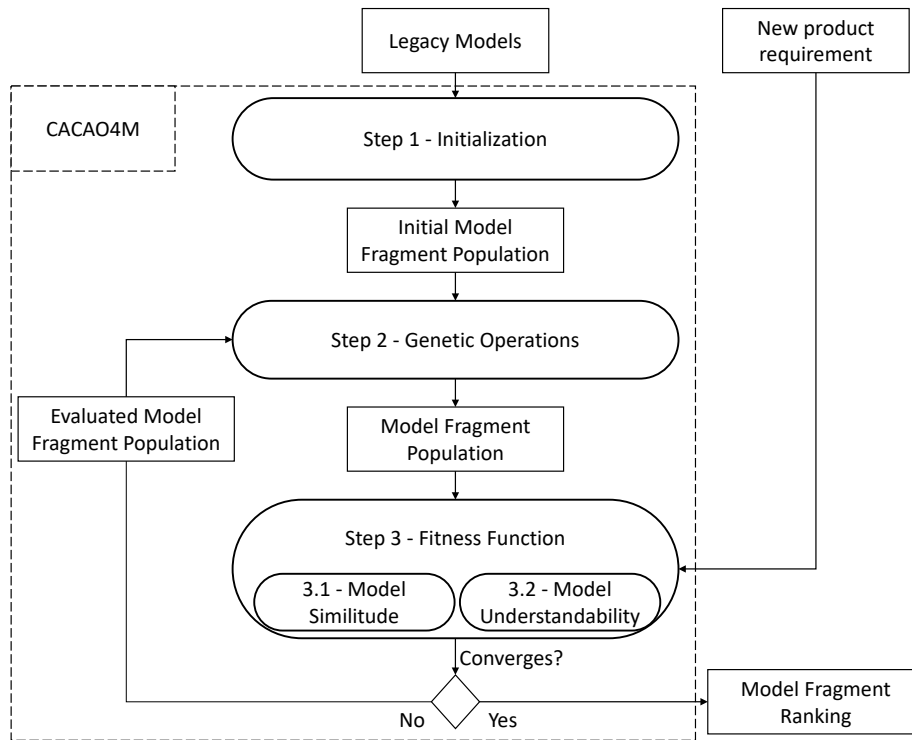 Legacy Models
New product
requirement
CACAO4M
Step 1 - Initialization
Initial Model
Fragment Population
Step 2 - Genetic Operations
Evaluated Model
Fragment Population
Model Fragment
Population
Step 3 - Fitness Function
3.1 - Model
Similitude
3.2 - Model
Understandability
Converges?
No
Yes
Model Fragment
Ranking